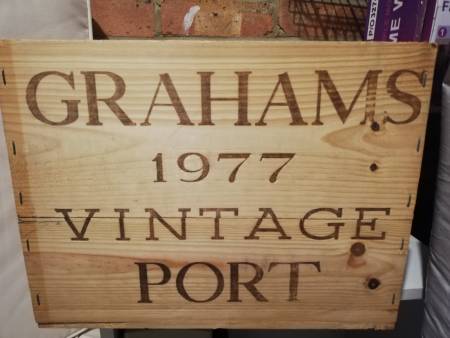 GRAHAMS
1977
VINTAGE
PORT